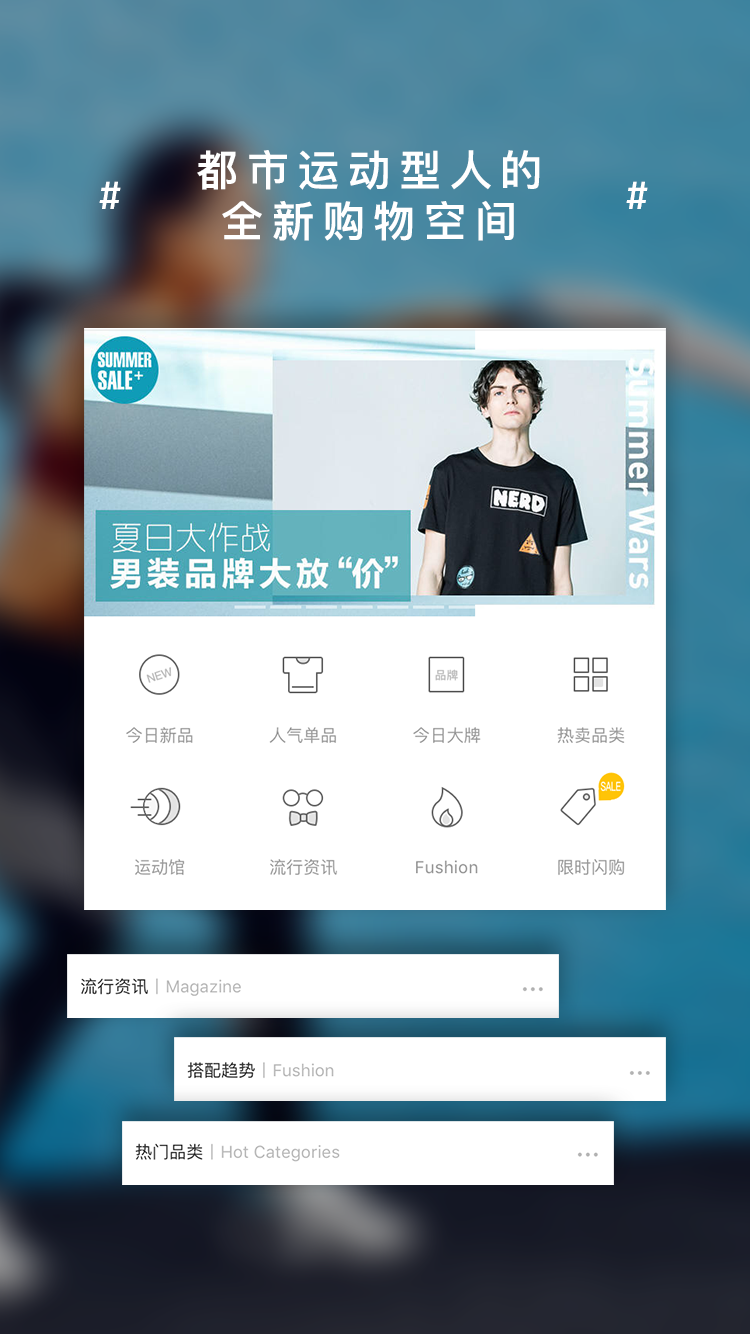 # 都市运动型人的 #
全新购物空间
SUMMER
SALE+
Summer Wars
NERD
夏日大作战
男装品牌大放“价”
NEW
品牌
今日新品
人气单品
今日大牌
热卖品类
SALE
运动馆
流行资讯
Fushion
限时闪购
流行资讯 | Magazine ...
搭配趋势 | Fushion ...
热门品类 | Hot Categories ...